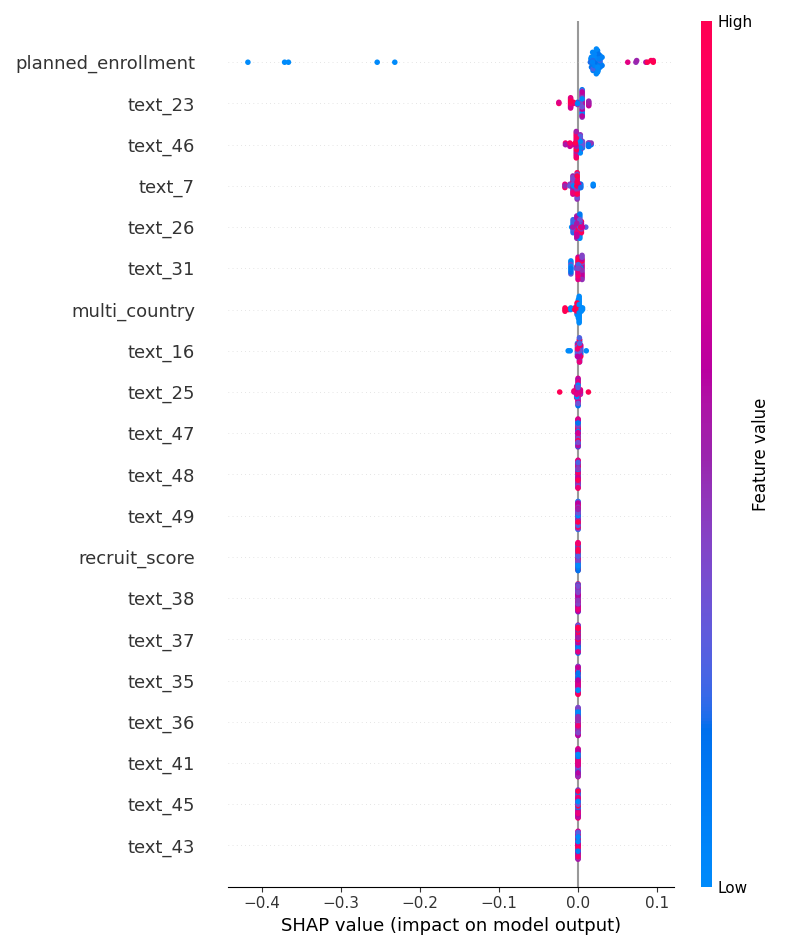 High
planned_enrollment
text_23
text_46
text_7
text_26
text_31
multi_country
text_16
text_25
text_47
text_48
text_49
recruit_score
text_38
text_37
text_35
text_36
text_41
text_45
text_43
Feature value
Low
−0.4 −0.3 −0.2 −0.1 0.0 0.1
SHAP value (impact on model output)